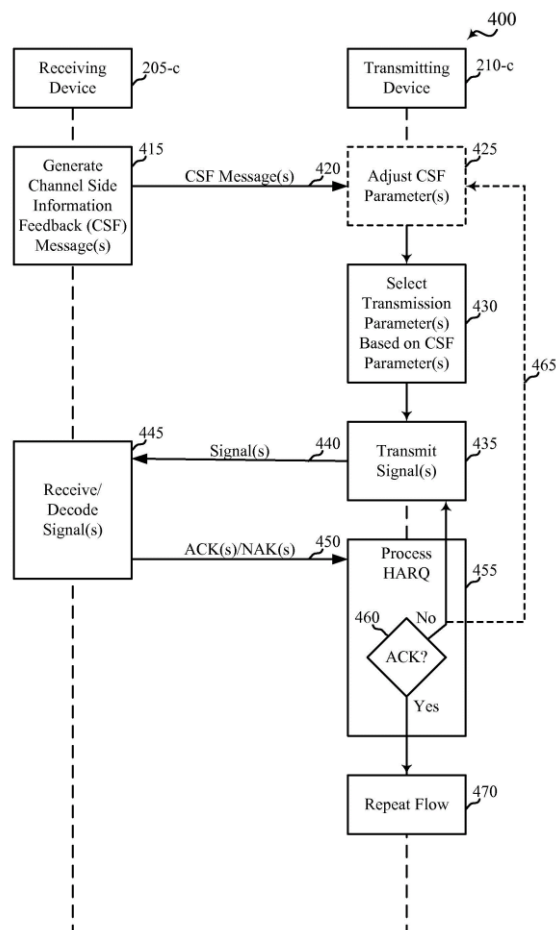 400
Receiving
Device
205-c
Transmitting
Device
210-c
415
Generate
Channel Side
Information
Feedback (CSF)
Message(s)
CSF Message(s)
420
425
Adjust CSF
Parameter(s)
Select
Transmission
Parameter(s)
Based on CSF
Parameter(s)
430
465
445
Receive/
Decode
Signal(s)
Signal(s)
440
Transmit
Signal(s)
435
ACK(s)/NAK(s)
450
Process
HARQ
455
460
No
ACK?
Yes
Repeat Flow
470